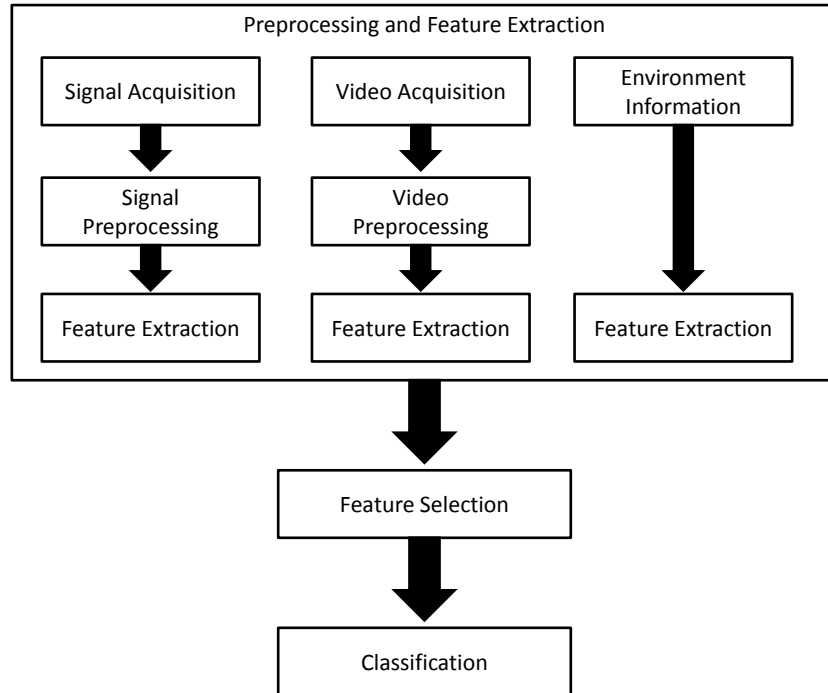 Preprocessing and Feature Extraction
Signal Acquisition
Video Acquisition
Environment
Information
Signal
Preprocessing
Video
Preprocessing
Feature Extraction
Feature Extraction
Feature Extraction
Feature Selection
Classification